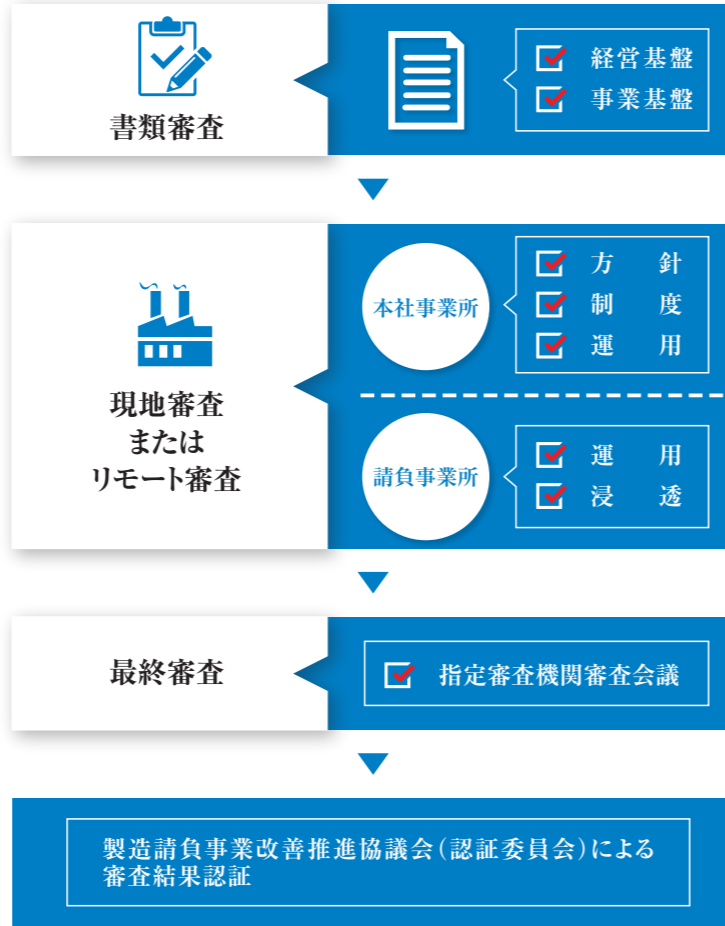 書類審査
経営基盤
事業基盤
現地審査
または
リモート審査
本社事業所
方 針
制 度
運 用
請負事業所
運 用
浸 透
最終審査
指定審査機関審査会議
製造請負事業改善推進協議会(認証委員会)による
審査結果認証